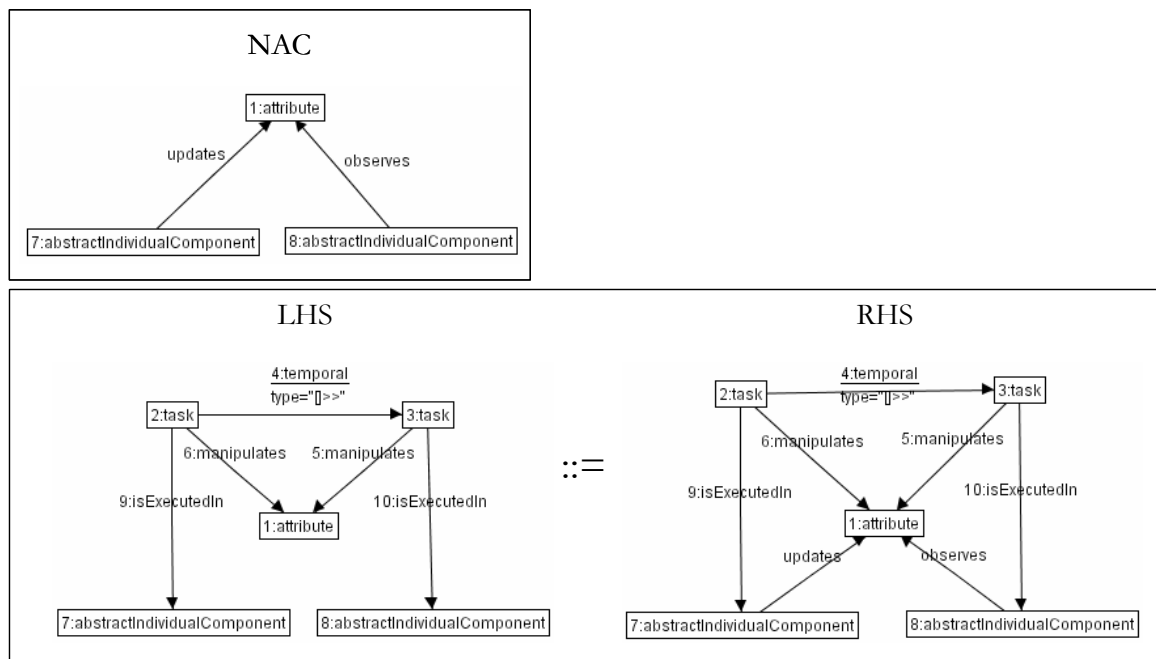 NAC
1:attribute
updates
observes
7:abstractIndividualComponent
8:abstractIndividualComponent
LHS
RHS
4:temporal
type="[]>>"
2:task
3:task
6:manipulates
5:manipulates
9:isExecutedIn
10:isExecutedIn
1:attribute
7:abstractIndividualComponent
8:abstractIndividualComponent
::=
4:temporal
type="[]>>"
2:task
3:task
6:manipulates
5:manipulates
9:isExecutedIn
10:isExecutedIn
1:attribute
updates
observes
7:abstractIndividualComponent
8:abstractIndividualComponent